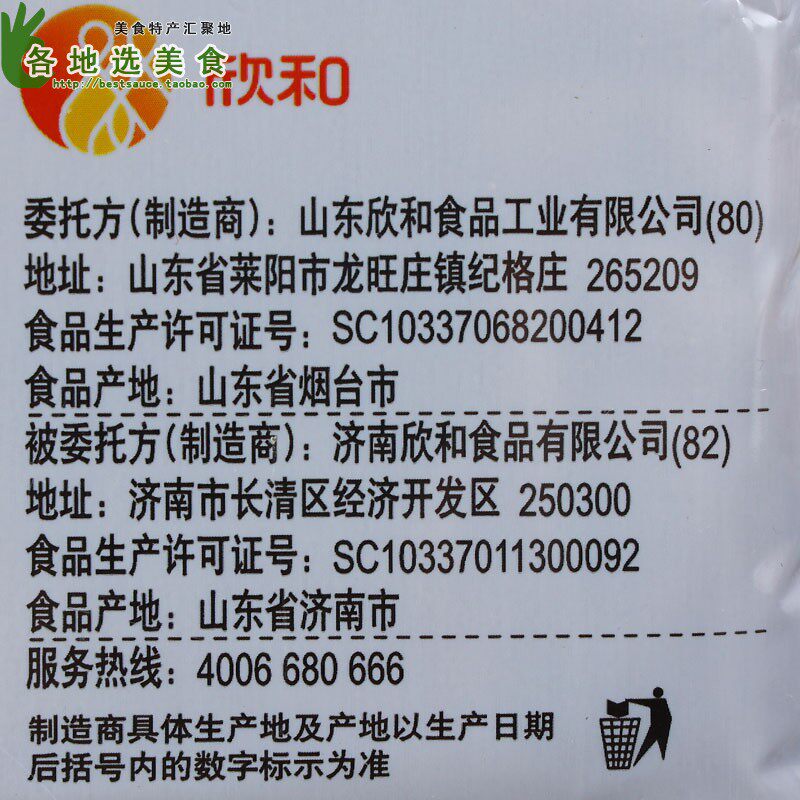 美食特产汇聚地
各地选美食
http://bestsauce.taobao.com
欣和
委托方(制造商)：山东欣和食品工业有限公司(80)
地址：山东省莱阳市龙旺庄镇纪格庄 265209
食品生产许可证号：SC10337068200412
食品产地：山东省烟台市
被委托方(制造商)：济南欣和食品有限公司(82)
地址：济南市长清区经济开发区 250300
食品生产许可证号：SC10337011300092
食品产地：山东省济南市
服务热线：4006 680 666
制造商具体生产地及产地以生产日期
后括号内的数字标示为准